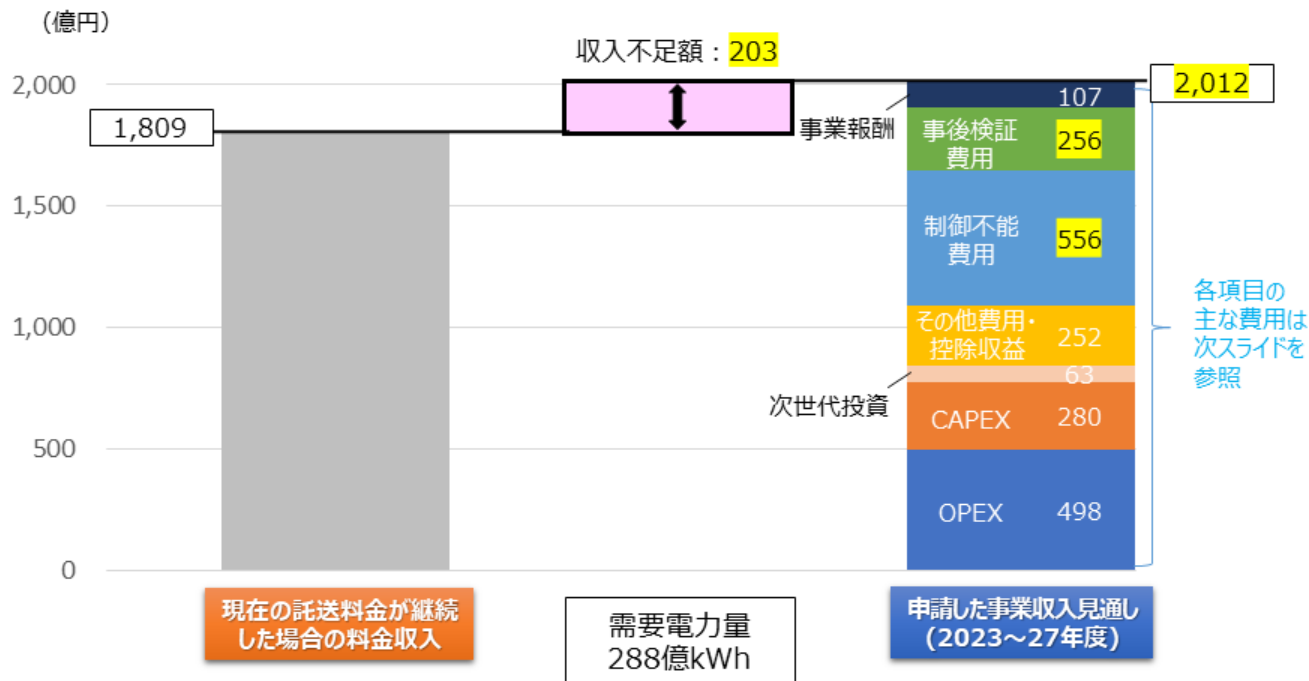 （億円）
収入不足額：203
2,000
1,809
2,012
107
事業報酬
事後検証
費用
256
1,500
制御不能
費用
556
各項目の
主な費用は
次スライドを
参照
1,000
その他費用・
控除収益
252
63
次世代投資
CAPEX
280
500
OPEX
498
0
現在の託送料金が継続
した場合の料金収入
需要電力量
288億kWh
申請した事業収入見通し
（2023～27年度）